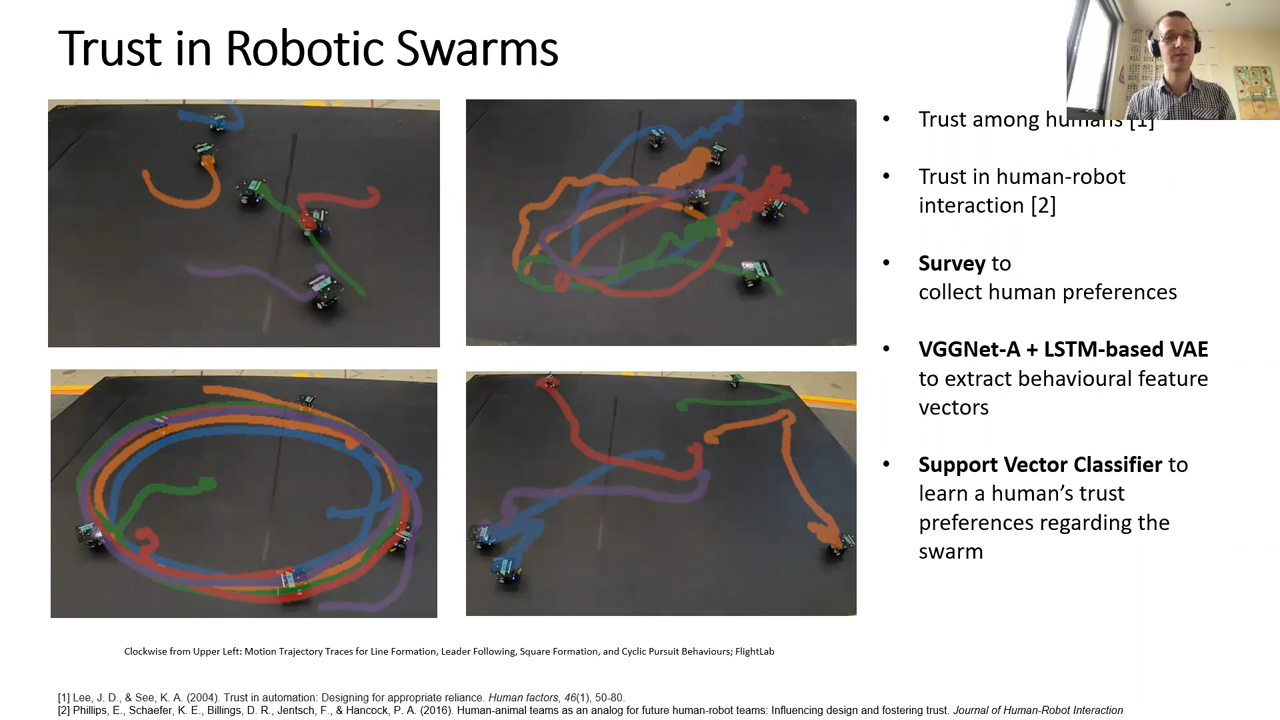 Trust in Robotic Swarms
• Trust among humans [1]
• Trust in human-robot
interaction [2]
• Survey to
collect human preferences
• VGGNet-A + LSTM-based VAE
to extract behavioural feature
vectors
• Support Vector Classifier to
learn a human’s trust
preferences regarding the
swarm
Clockwise from Upper Left: Motion Trajectory Traces for Line Formation, Leader Following, Square Formation, and Cyclic Pursuit Behaviours; FlightLab
[1] Lee, J. D., & See, K. A. (2004). Trust in automation: Designing for appropriate reliance. Human factors, 46(1), 50-80.
[2] Phillips, E., Schaefer, K. E., Billings, D. R., Jentsch, F., & Hancock, P. A. (2016). Human-animal teams as an analog for future human-robot teams: Influencing design and fostering trust. Journal of Human-Robot Interaction